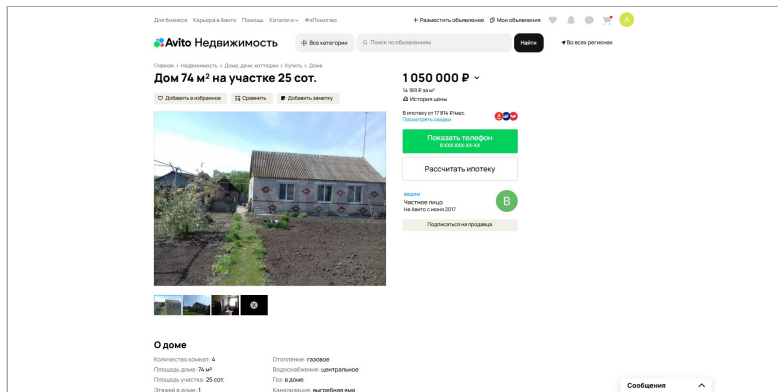 Для бизнеса Карьера в Авито Помощь Каталоги #яПомогаю
+ Разместить объявление Мои объявления
А
Avito Недвижимость
Все категории
Поиск по объявлениям
Найти
Во всех регионах
Главная › Недвижимость › Дома, дачи, коттеджи › Купить › Дома
Дом 74 м² на участке 25 сот.
1 050 000 ₽
14 189 ₽ за м²
Добавить в избранное Сравнить Добавить заметку
История цены
В ипотеку от 17 814 ₽/мес.
Посмотреть скидки
Показать телефон
8 XXX XXX-XX-XX
Рассчитать ипотеку
вадим
Частное лицо
На Авито с июня 2017
В
Подписаться на продавца
О доме
Количество комнат: 4
Площадь дома: 74 м²
Площадь участка: 25 сот.
Этажей в доме: 1
Отопление: газовое
Водоснабжение: центральное
Газ: в доме
Канализация: выгребная яма
Сообщения